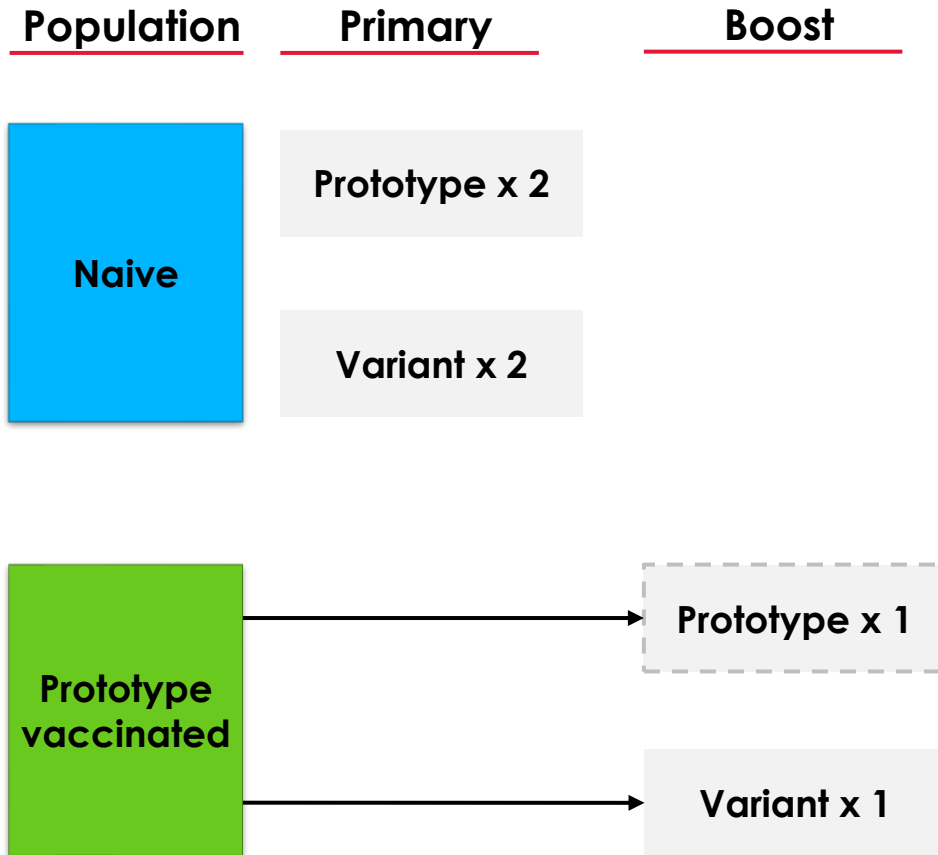 Population Primary Boost
Prototype x 2
Naive
Variant x 2
Prototype x 1
Prototype
vaccinated
Variant x 1